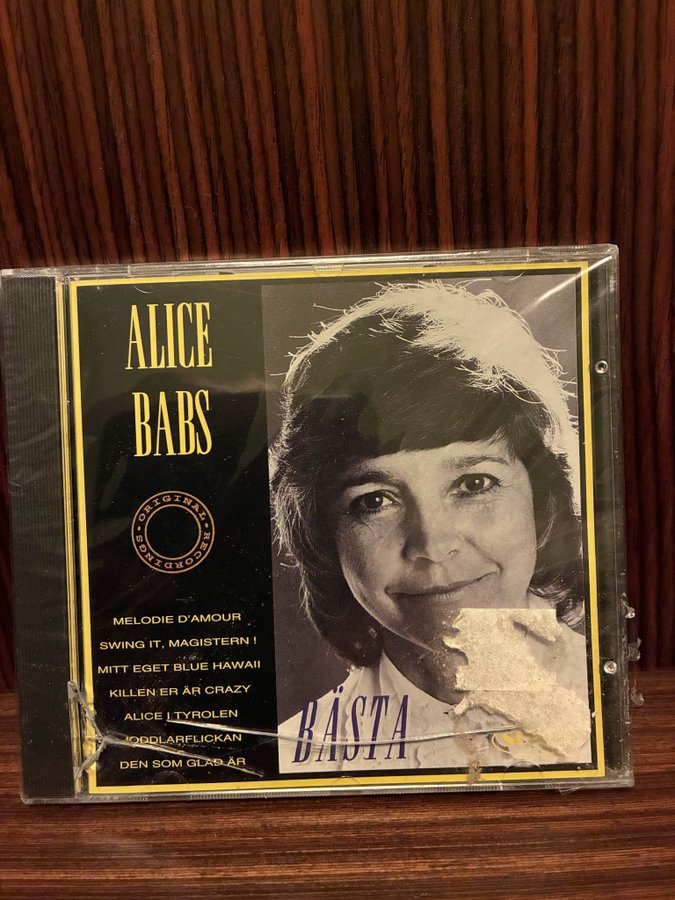 ALICE
BABS
ORIGINAL RECORDINGS
MELODIE D'AMOUR
SWING IT, MAGISTERN !
MITT EGET BLUE HAWAII
KILLEN ER ÄR CRAZY
ALICE I TYROLEN
JODDLARFLICKAN
DEN SOM GLAD ÄR
BÄSTA